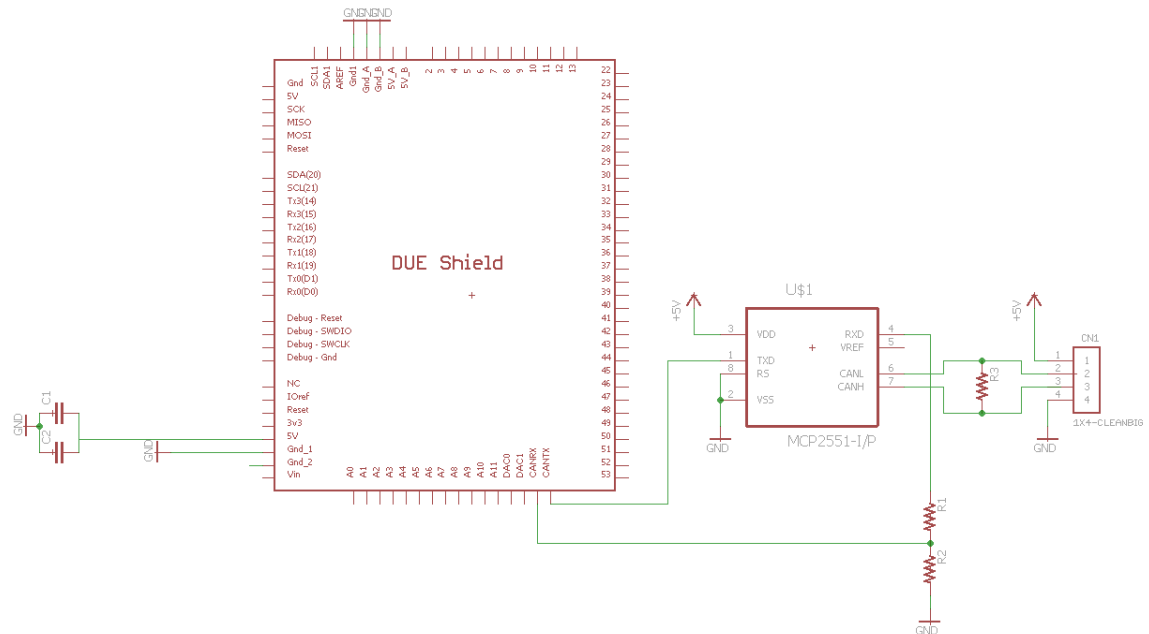 GND GND GND
SCL1
SDA1
AREF
Gnd1
Gnd_A
Gnd_B
5V_A
5V_B
2
3
4
5
6
7
8
9
10
11
12
13
Gnd
5V
SCK
MISO
MOSI
Reset
SDA(20)
SCL(21)
Tx3(14)
Rx3(15)
Tx2(16)
Rx2(17)
Tx1(18)
Rx1(19)
Tx0(D1)
Rx0(D0)
Debug - Reset
Debug - SWDIO
Debug - SWCLK
Debug - Gnd
NC
IOref
Reset
3v3
5V
Gnd_1
Gnd_2
Vin
DUE Shield
22
23
24
25
26
27
28
29
30
31
32
33
34
35
36
37
38
39
40
41
42
43
44
45
46
47
48
49
50
51
52
53
A0
A1
A2
A3
A4
A5
A6
A7
A8
A9
A10
A11
DAC0
DAC1
CANRX
CANTX
C1
C2
GND
GND
U$1
+5V
3 VDD
1 TXD
8 RS
2 VSS
RXD 4
VREF 5
CANL 6
CANH 7
MCP2551-I/P
GND
R3
+5V
CN1
1 1
2 2
3 3
4 4
1X4-CLEANBIG
GND
R1
R2
GND